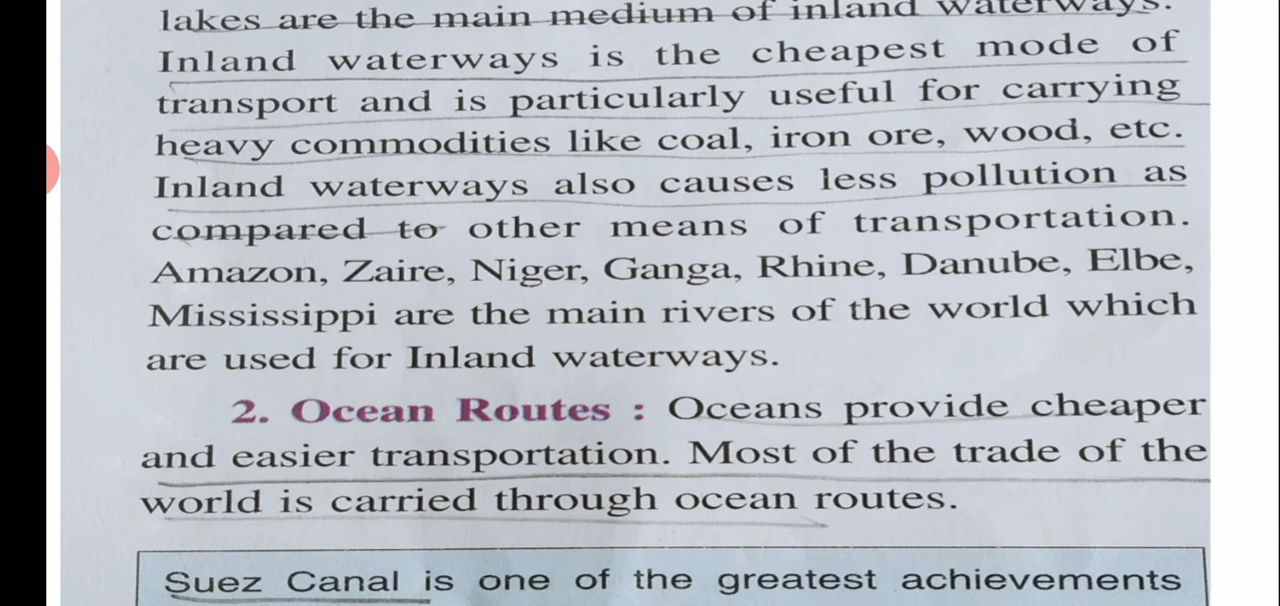 lakes are the main medium of inland waterways.
Inland waterways is the cheapest mode of
transport and is particularly useful for carrying
heavy commodities like coal, iron ore, wood, etc.
Inland waterways also causes less pollution as
compared to other means of transportation.
Amazon, Zaire, Niger, Ganga, Rhine, Danube, Elbe,
Mississippi are the main rivers of the world which
are used for Inland waterways.
2. Ocean Routes : Oceans provide cheaper
and easier transportation. Most of the trade of the
world is carried through ocean routes.
Suez Canal is one of the greatest achievements